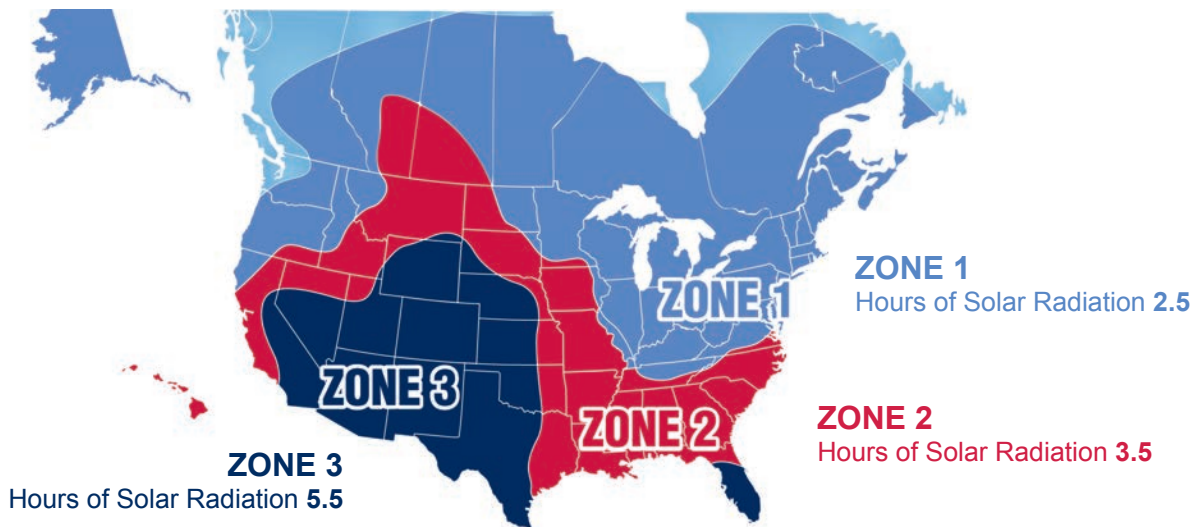 ZONE 1
ZONE 1
Hours of Solar Radiation 2.5
ZONE 3
ZONE 2
ZONE 2
Hours of Solar Radiation 3.5
ZONE 3
Hours of Solar Radiation 5.5